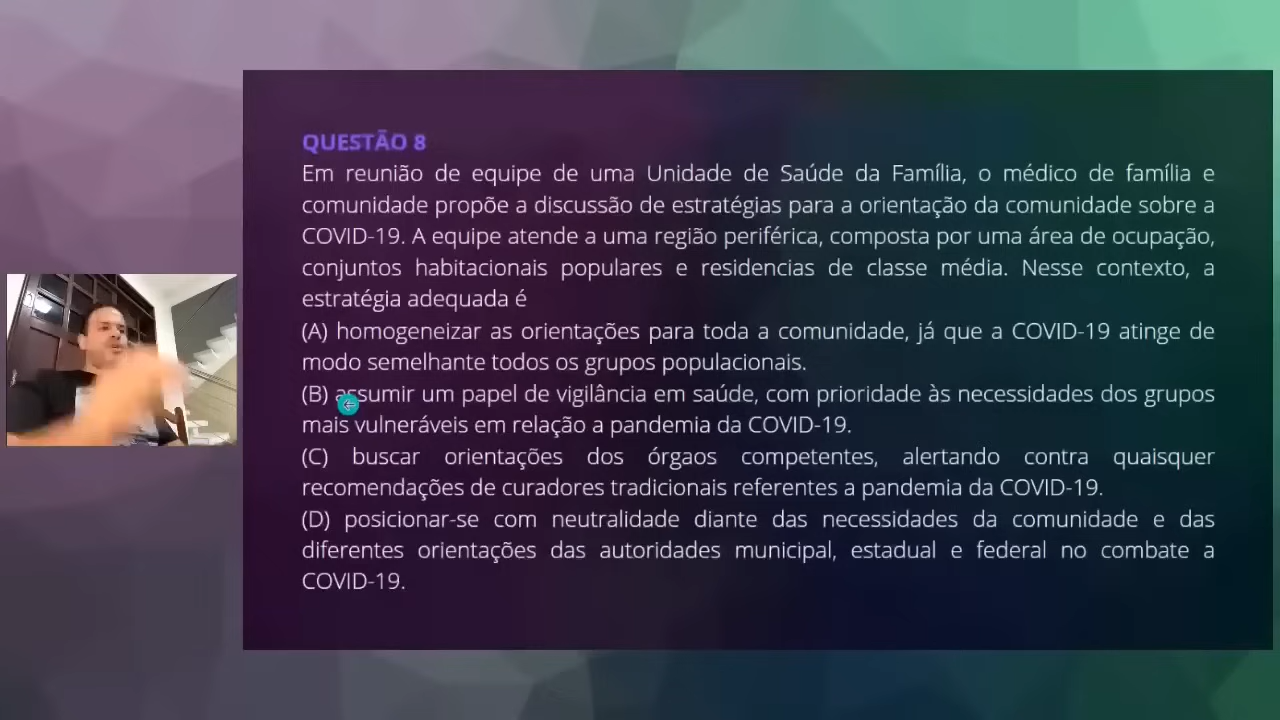 QUESTÃO 8
Em reunião de equipe de uma Unidade de Saúde da Família, o médico de família e
comunidade propõe a discussão de estratégias para a orientação da comunidade sobre a
COVID-19. A equipe atende a uma região periférica, composta por uma área de ocupação,
conjuntos habitacionais populares e residencias de classe média. Nesse contexto, a
estratégia adequada é
(A) homogeneizar as orientações para toda a comunidade, já que a COVID-19 atinge de
modo semelhante todos os grupos populacionais.
(B) assumir um papel de vigilância em saúde, com prioridade às necessidades dos grupos
mais vulneráveis em relação a pandemia da COVID-19.
(C) buscar orientações dos órgaos competentes, alertando contra quaisquer
recomendações de curadores tradicionais referentes a pandemia da COVID-19.
(D) posicionar-se com neutralidade diante das necessidades da comunidade e das
diferentes orientações das autoridades municipal, estadual e federal no combate a
COVID-19.